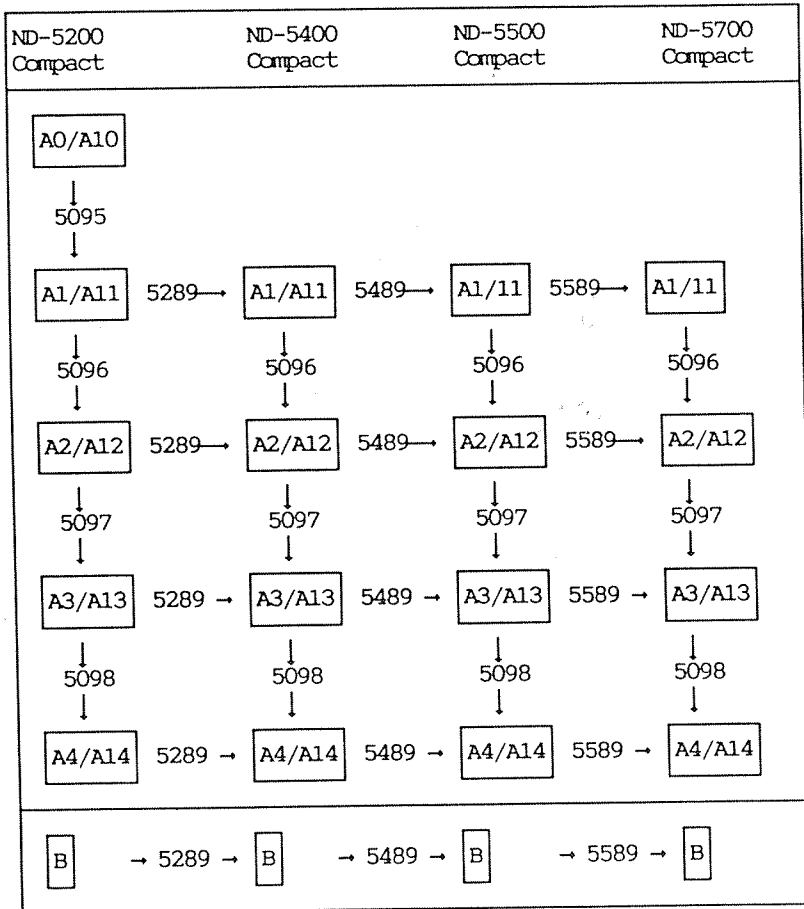 ND-5200 ND-5400 ND-5500 ND-5700
Compact Compact Compact Compact
A0/A10
5095
A1/A11 5289→ A1/A11 5489→ A1/11 5589→ A1/11
5096 5096 5096 5096
A2/A12 5289→ A2/A12 5489→ A2/A12 5589→ A2/A12
5097 5097 5097 5097
A3/A13 5289 → A3/A13 5489 → A3/A13 5589 → A3/A13
5098 5098 5098 5098
A4/A14 5289 → A4/A14 5489 → A4/A14 5589 → A4/A14
B → 5289 → B → 5489 → B → 5589 → B